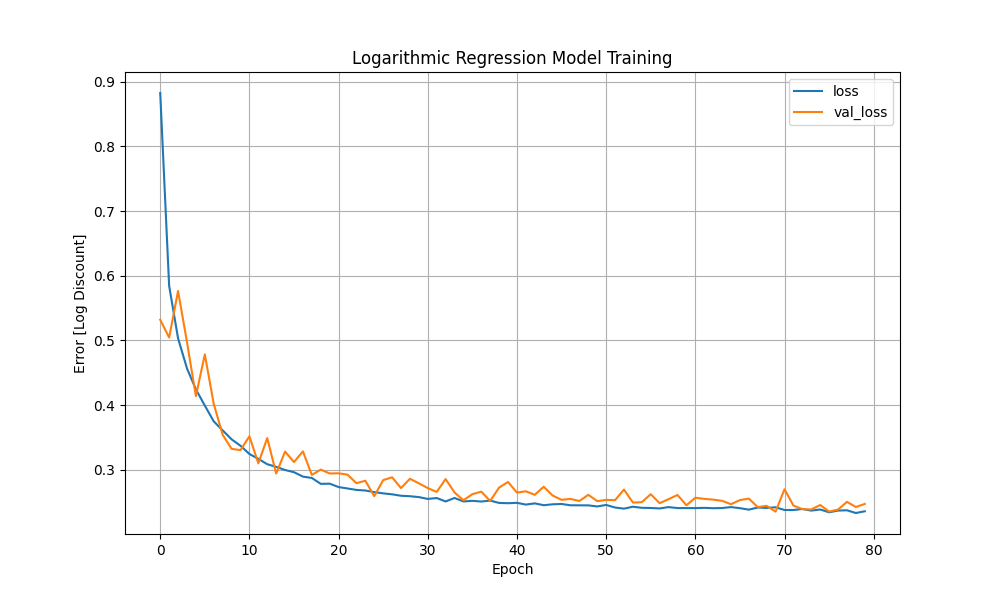 Logarithmic Regression Model Training
loss
val_loss
Error [Log Discount]
0.9
0.8
0.7
0.6
0.5
0.4
0.3
0 10 20 30 40 50 60 70 80
Epoch